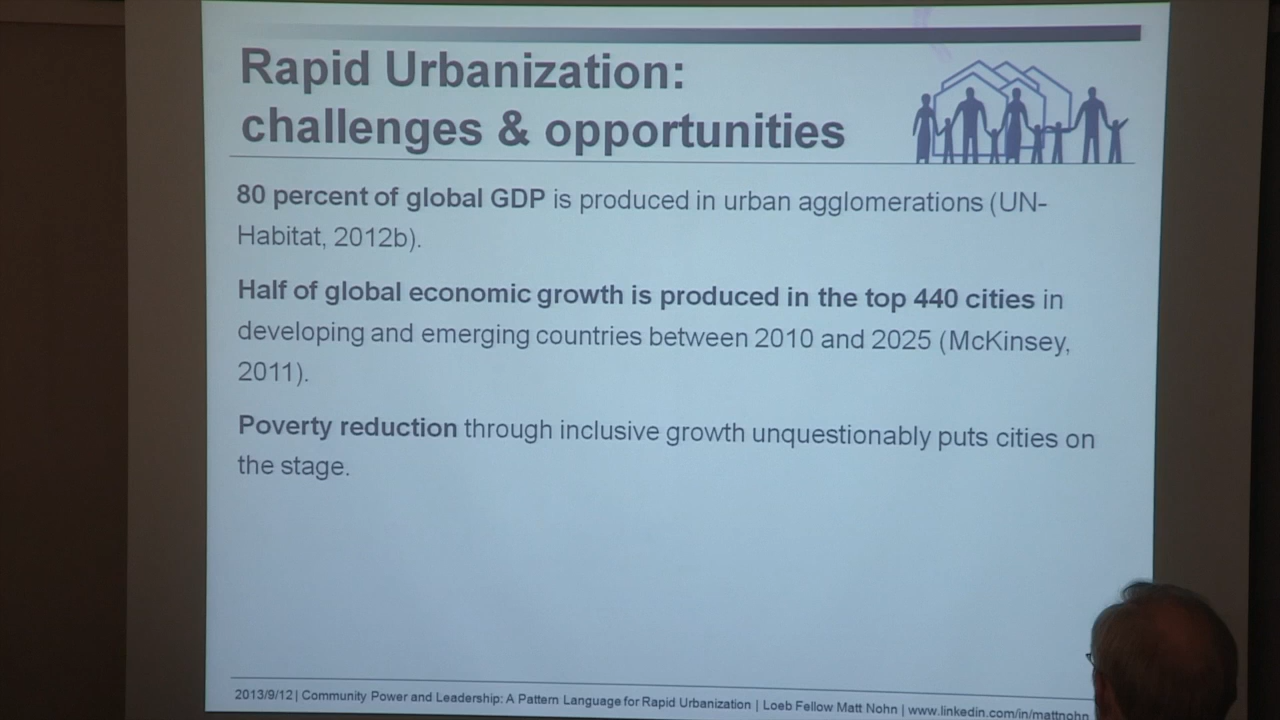 Rapid Urbanization:
challenges & opportunities
80 percent of global GDP is produced in urban agglomerations (UN-
Habitat, 2012b).
Half of global economic growth is produced in the top 440 cities in
developing and emerging countries between 2010 and 2025 (McKinsey,
2011).
Poverty reduction through inclusive growth unquestionably puts cities on
the stage.
2013/9/12 | Community Power and Leadership: A Pattern Language for Rapid Urbanization | Loeb Fellow Matt Nohn | www.linkedin.com/in/mattnohn